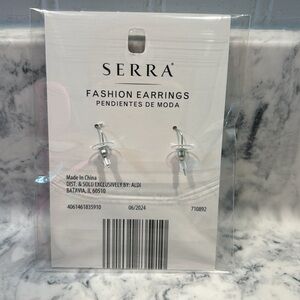 SERRA®
FASHION EARRINGS
PENDIENTES DE MODA
Made In China
DIST. & SOLD EXCLUSIVELY BY: ALDI
BATAVIA, IL 60510
4061461835910 06/2024 710892